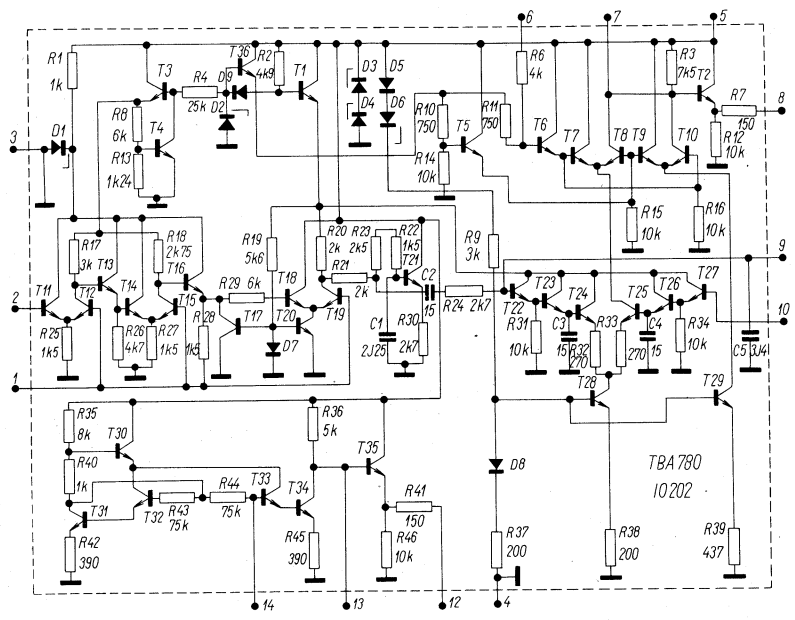 6
7
5
R1
1k
T3
R4
25k
T36
D9
R2
4k9
T1
D3
D5
R6
4k
R3
7k5
T2
R7
150
8
R8
6k
D2
D4
D6
R10
750
R11
750
T6
T7
T8
T9
T10
R12
10k
3
D1
T4
T5
R13
1k24
R14
10k
R15
10k
R16
10k
R17
3k
T13
R18
2k75
T16
R19
5k6
R20
2k
R23
2k5
R22
1k5
R9
3k
9
T14
R29
6k
T18
R21
2k
T21
C2
15
R24
2k7
T22
T23
T24
T25
T26
T27
2
T11
T12
T15
10
R25
1k5
R26
4k7
R27
1k5
R28
1k5
T17
T20
T19
D7
C1
2J25
R30
2k7
R31
10k
C3
15
R32
270
R33
270
C4
15
R34
10k
C5
3J4
1
T28
T29
R35
8k
T30
R36
5k
T35
R40
1k
R44
75k
T33
T34
D8
TBA780
IO202
T31
T32
R43
75k
R41
150
R42
390
R45
390
R46
10k
R37
200
R38
200
R39
437
14
13
12
4